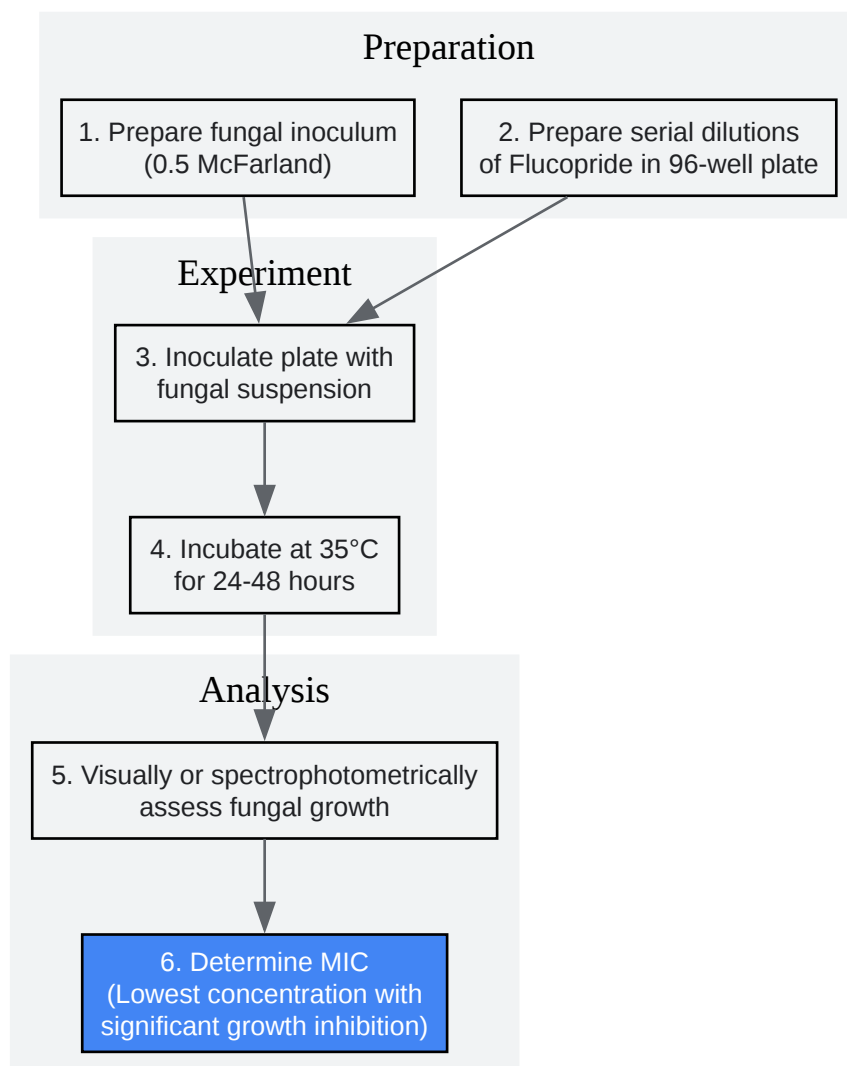 Preparation
1. Prepare fungal inoculum
(0.5 McFarland)
2. Prepare serial dilutions
of Flucopride in 96-well plate
Experiment
3. Inoculate plate with
fungal suspension
4. Incubate at 35°C
for 24-48 hours
Analysis
5. Visually or spectrophotometrically
assess fungal growth
6. Determine MIC
(Lowest concentration with
significant growth inhibition)